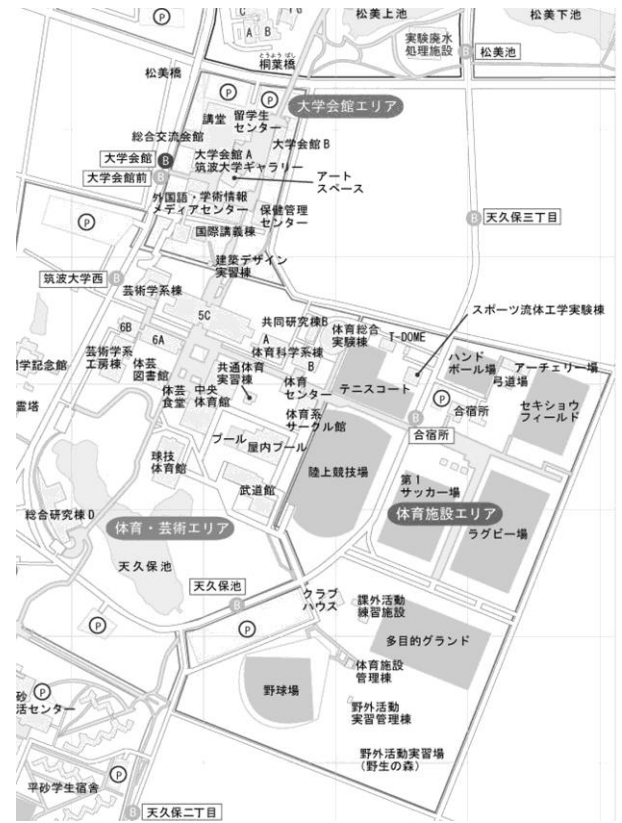 松美上池
松美下池
C
A
B
F G
P
実験廃水
処理施設
B
松美池
とうようばし
桐葉橋
松美橋
P
P
大学会館エリア
講堂
留学生
センター
総合交流会館
大学会館 B
大学会館
B
大学会館 A
筑波大学ギャラリー
大学会館前
B
アート
スペース
外国語・学術情報
メディアセンター
保健管理
センター
P
B
天久保三丁目
国際講義棟
建築デザイン
実習棟
筑波大学西
B
芸術学系棟
スポーツ流体工学実験棟
5C
共同研究棟B
体育総合
実験棟
T-DOME
6B
6A
A
体育科学系棟
B
ハンド
ボール場
アーチェリー場
弓道場
学記念館
芸術学系
工房棟
体芸
図書館
共通体育
実習棟
体育
センター
テニスコート
P
セキショウ
フィールド
霊塔
体芸
食堂
中央
体育館
合宿所
B
合宿所
体育系
サークル館
プール
屋内プール
球技
体育館
陸上競技場
第1
サッカー場
武道館
総合研究棟 D
体育・芸術エリア
体育施設エリア
ラグビー場
天久保池
天久保池
B
クラブ
ハウス
課外活動
練習施設
P
P
多目的グランド
体育施設
管理棟
野球場
P
砂
活センター
野外活動
実習管理棟
野外活動実習場
(野生の森)
P
平砂学生宿舎
B
天久保二丁目